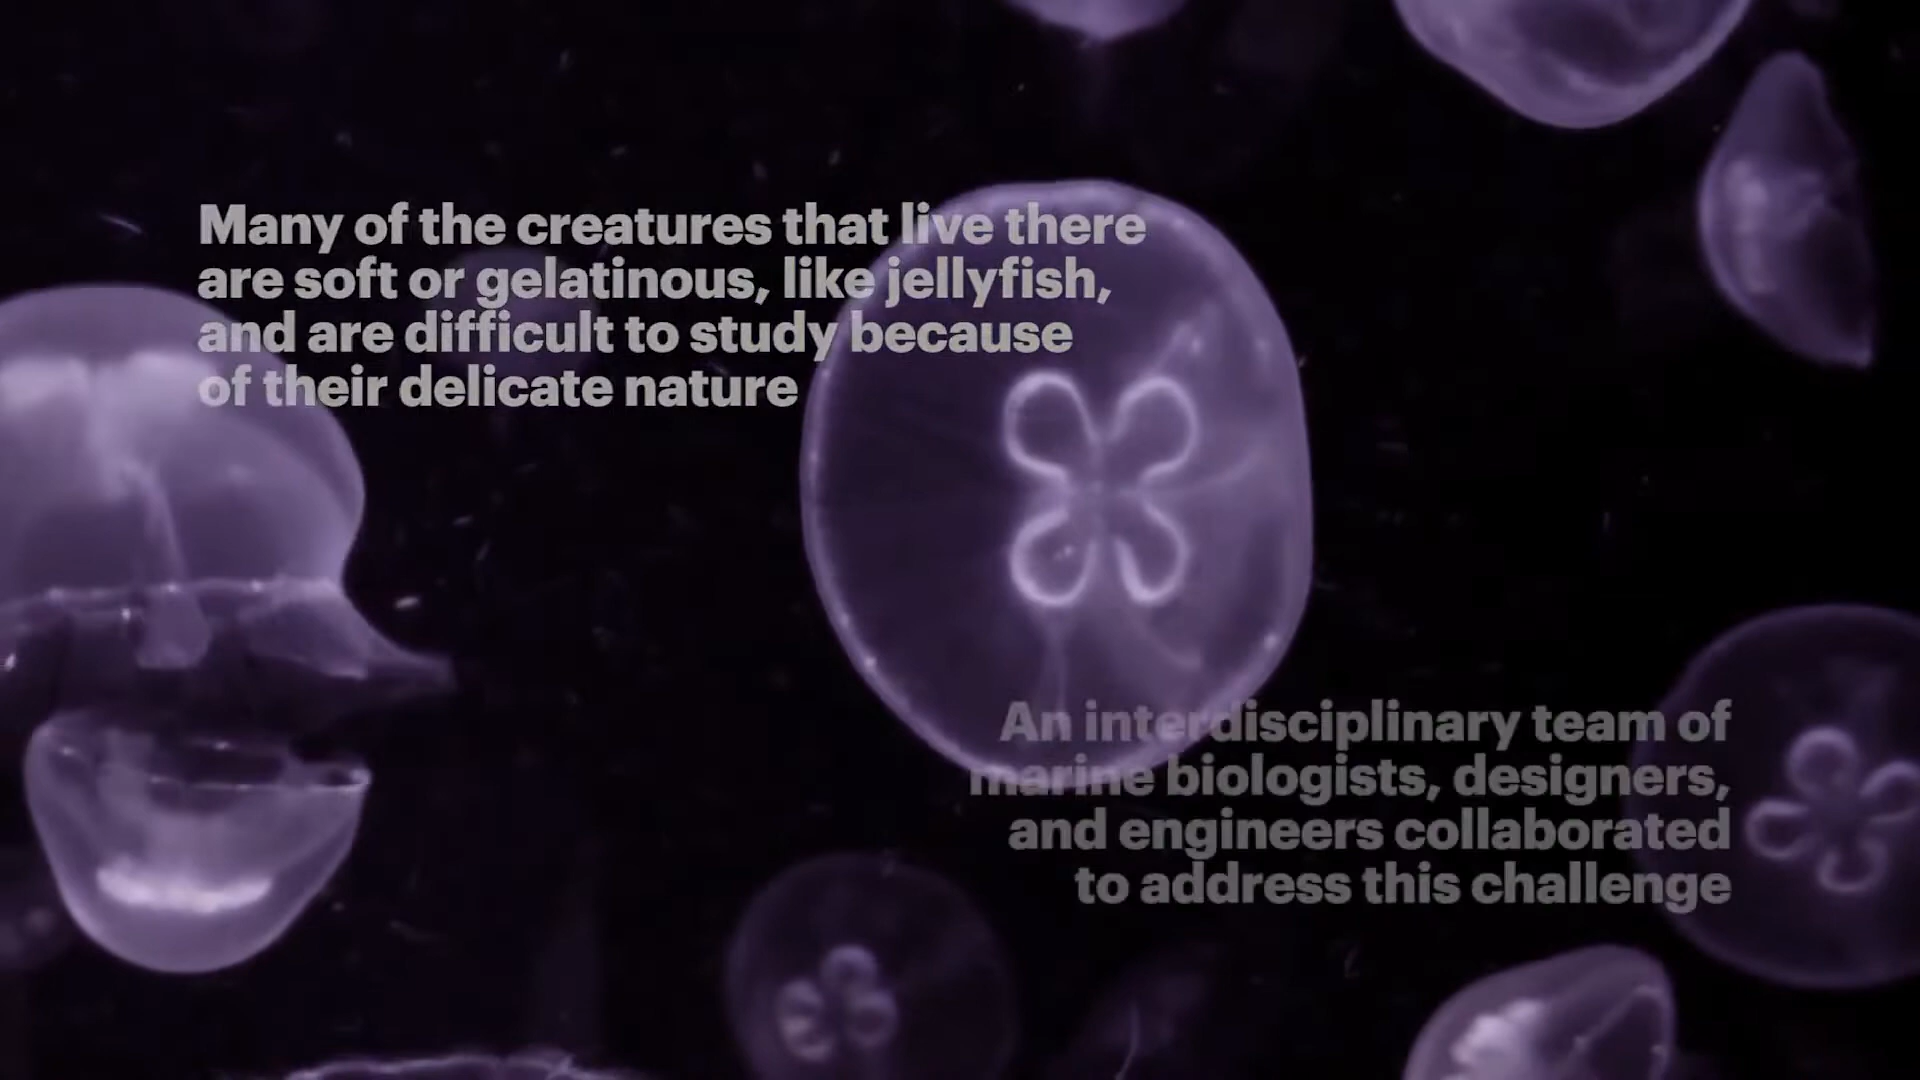 Many of the creatures that live there
are soft or gelatinous, like jellyfish,
and are difficult to study because
of their delicate nature
An interdisciplinary team of
marine biologists, designers,
and engineers collaborated
to address this challenge